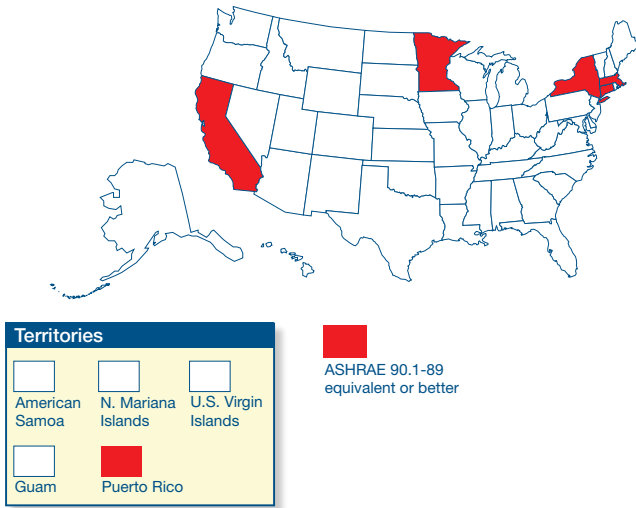 Territories
American
Samoa
N. Mariana
Islands
U.S. Virgin
Islands
Guam
Puerto Rico
ASHRAE 90.1-89
equivalent or better